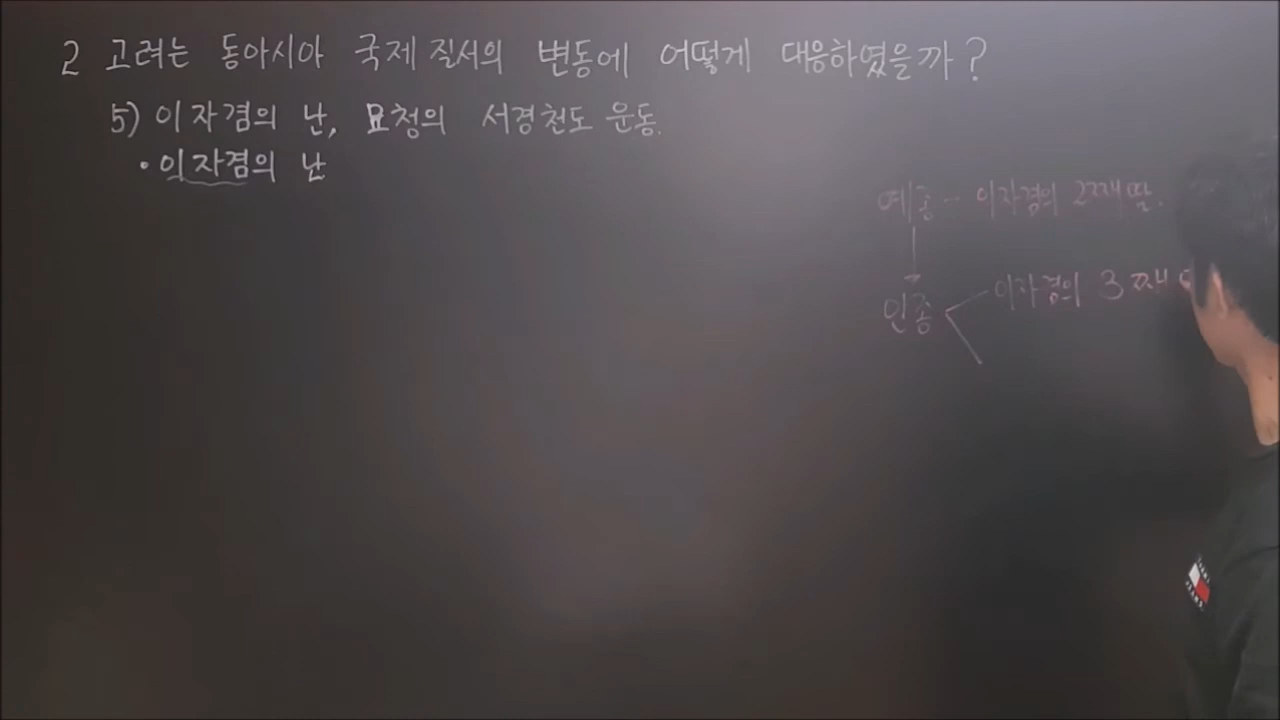 2 고려는 동아시아 국제 질서의 변동에 어떻게 대응하였을까?
5) 이자겸의 난, 묘청의 서경천도 운동.
• 이자겸의 난
예종 - 이자겸의 2째 딸.
인종
이자겸의 3째